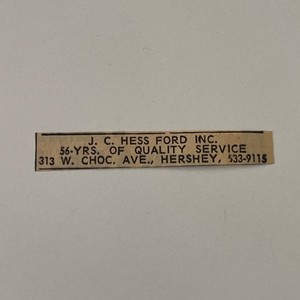 J. C. HESS FORD INC.
56-YRS. OF QUALITY SERVICE
313 W. CHOC. AVE., HERSHEY, 533-9115